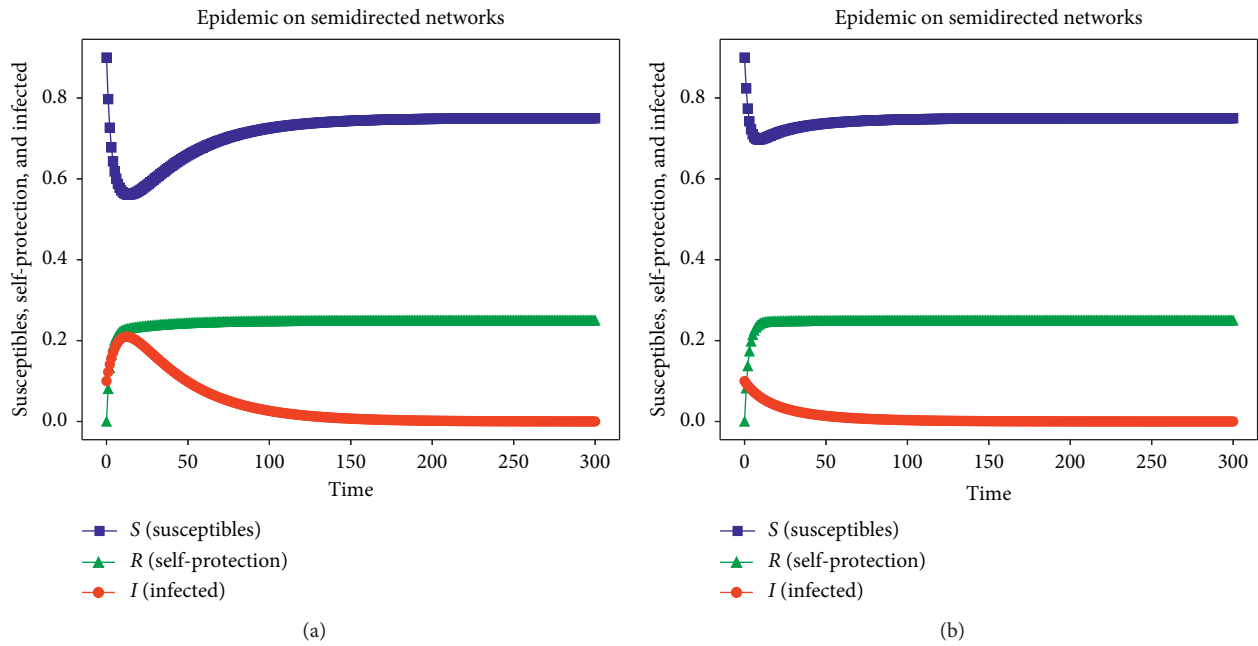 Epidemic on semidirected networks
Susceptibles, self-protection, and infected
0.8
0.6
0.4
0.2
0.0
0 50 100 150 200 250 300
Time
S (susceptibles)
R (self-protection)
I (infected)
(a)
Epidemic on semidirected networks
Susceptibles, self-protection, and infected
0.8
0.6
0.4
0.2
0.0
0 50 100 150 200 250 300
Time
S (susceptibles)
R (self-protection)
I (infected)
(b)